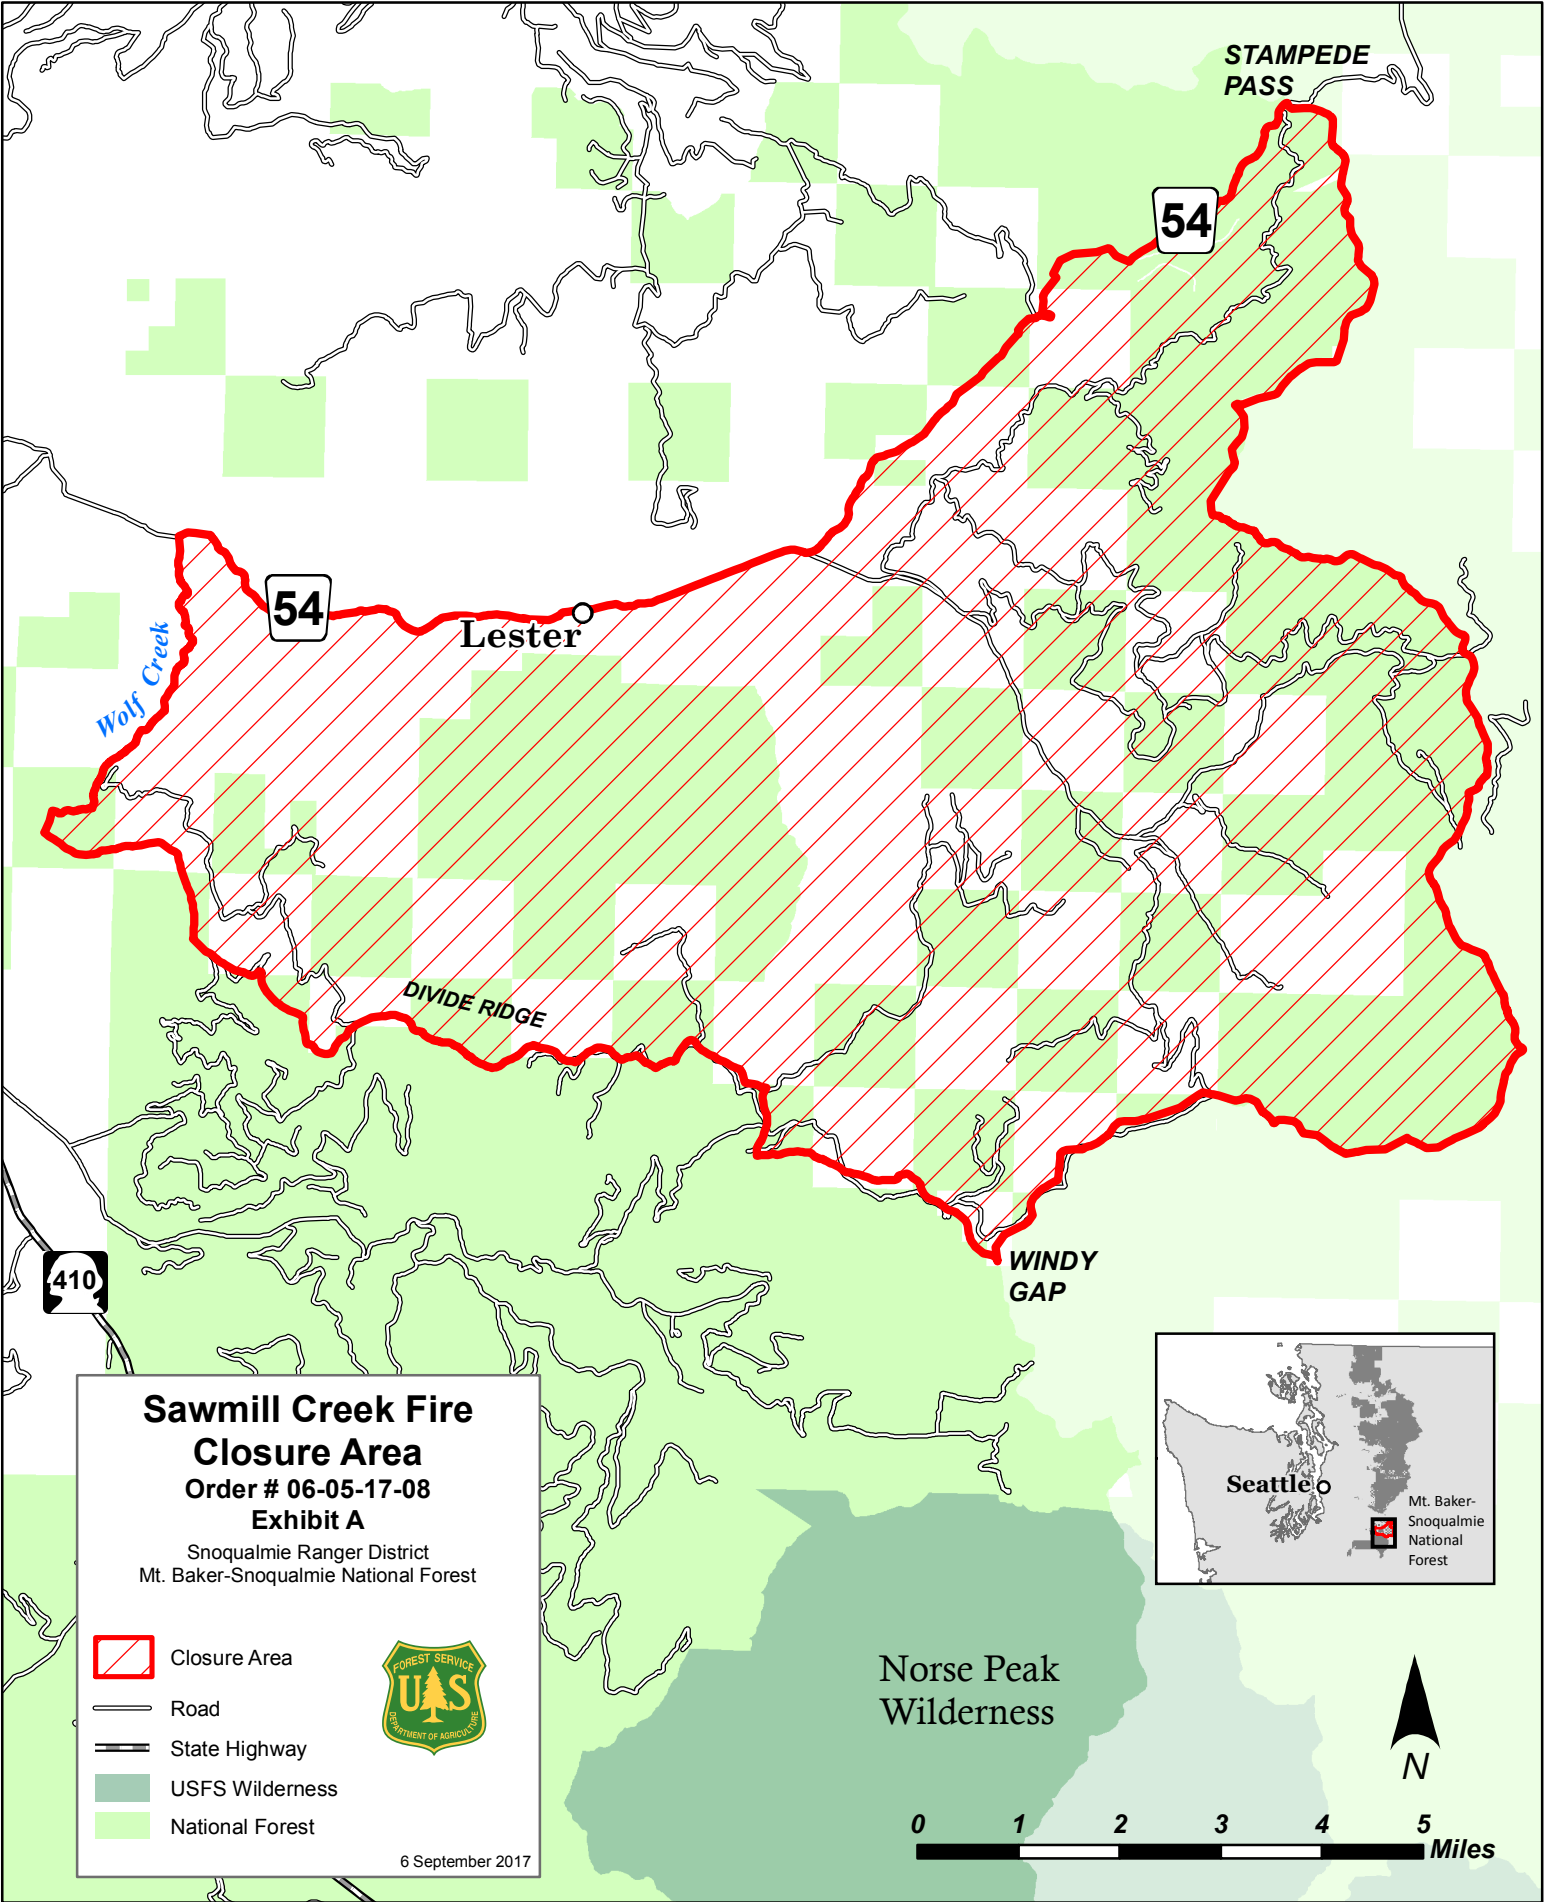 STAMPEDE
PASS
54
54
Lester
Wolf Creek
DIVIDE RIDGE
WINDY
GAP
410
Sawmill Creek Fire
Closure Area
Order # 06-05-17-08
Exhibit A
Snoqualmie Ranger District
Mt. Baker-Snoqualmie National Forest
Closure Area
Road
State Highway
USFS Wilderness
National Forest
FOREST SERVICE
U S
DEPARTMENT OF AGRICULTURE
6 September 2017
Seattle
Mt. Baker-
Snoqualmie
National
Forest
Norse Peak
Wilderness
N
0 1 2 3 4 5
Miles